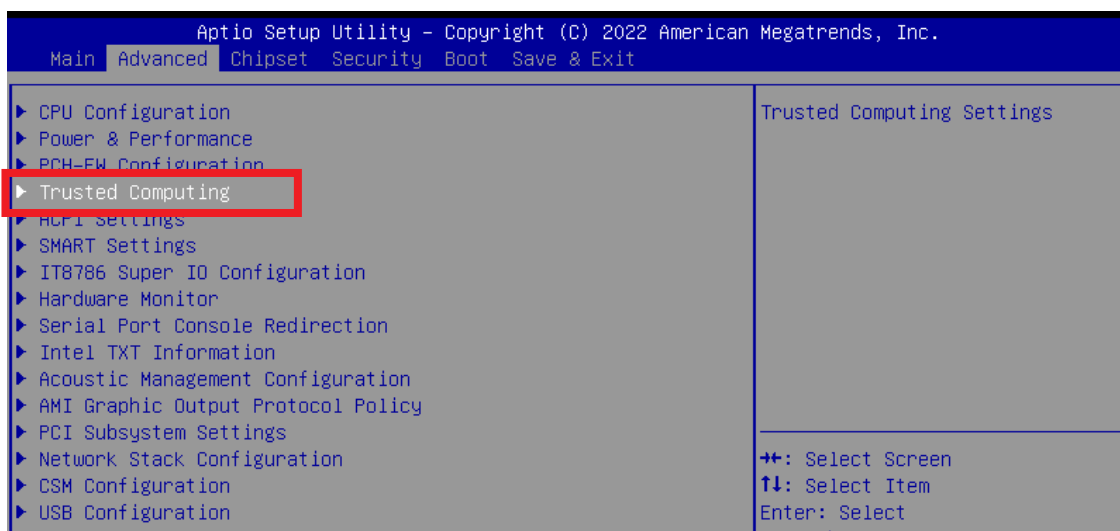 Aptio Setup Utility – Copyright (C) 2022 American Megatrends, Inc.
Main Advanced Chipset Security Boot Save & Exit
▶ CPU Configuration
▶ Power & Performance
▶ PCH-FW Configuration
▶ Trusted Computing
▶ ACPI Settings
▶ SMART Settings
▶ IT8786 Super IO Configuration
▶ Hardware Monitor
▶ Serial Port Console Redirection
▶ Intel TXT Information
▶ Acoustic Management Configuration
▶ AMI Graphic Output Protocol Policy
▶ PCI Subsystem Settings
▶ Network Stack Configuration
▶ CSM Configuration
▶ USB Configuration
Trusted Computing Settings
→←: Select Screen
↑↓: Select Item
Enter: Select